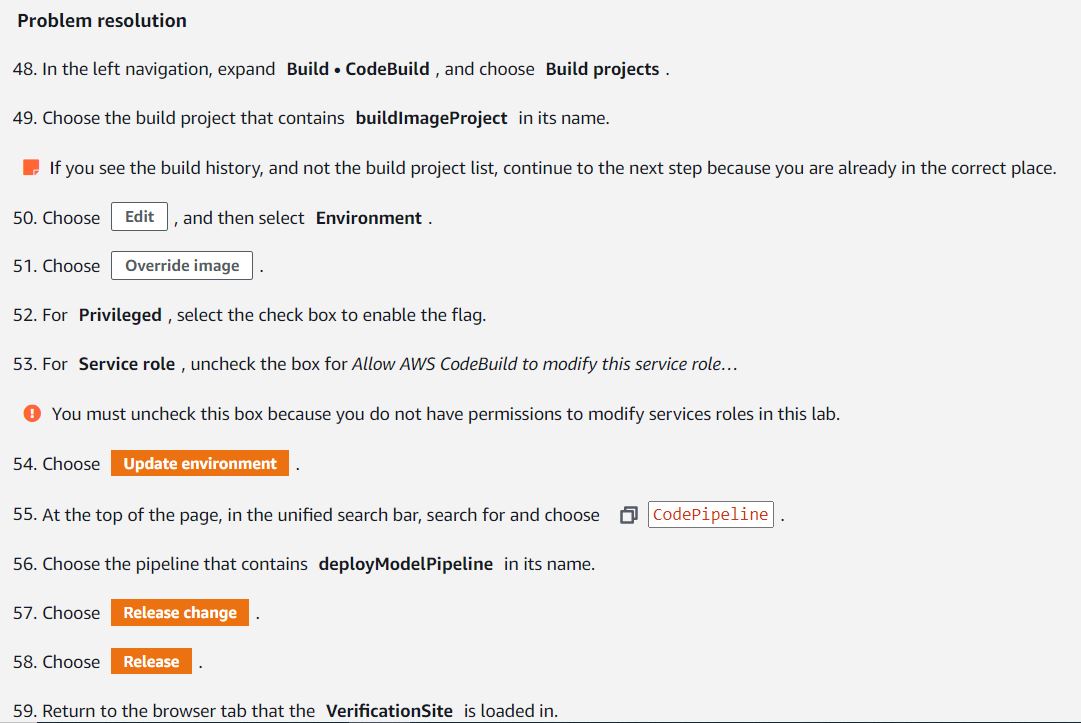 Problem resolution
48. In the left navigation, expand Build • CodeBuild , and choose Build projects .
49. Choose the build project that contains buildImageProject in its name.
If you see the build history, and not the build project list, continue to the next step because you are already in the correct place.
50. Choose Edit , and then select Environment .
51. Choose Override image .
52. For Privileged , select the check box to enable the flag.
53. For Service role , uncheck the box for Allow AWS CodeBuild to modify this service role…
You must uncheck this box because you do not have permissions to modify services roles in this lab.
54. Choose Update environment .
55. At the top of the page, in the unified search bar, search for and choose CodePipeline .
56. Choose the pipeline that contains deployModelPipeline in its name.
57. Choose Release change .
58. Choose Release .
59. Return to the browser tab that the VerificationSite is loaded in.